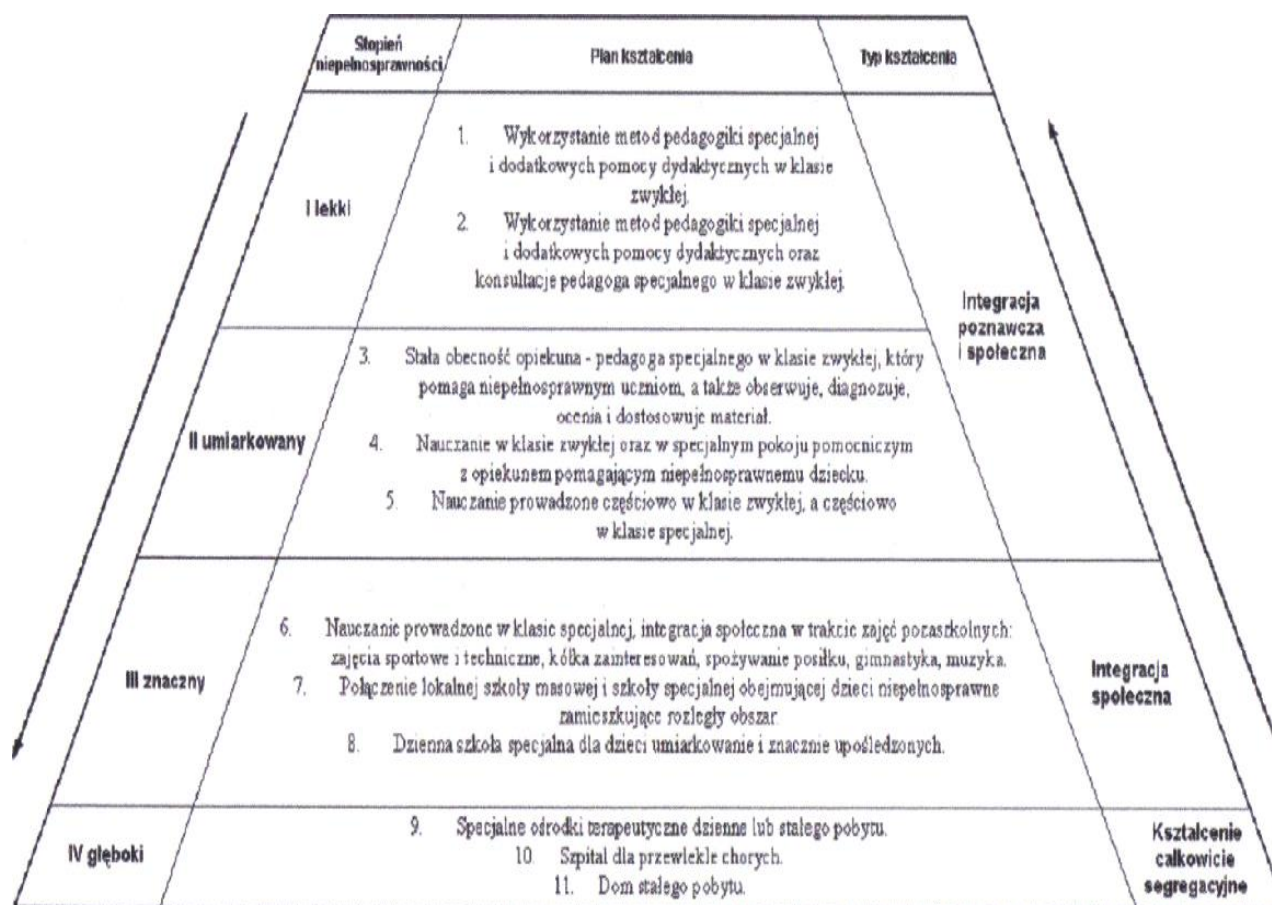 Stopień
niepełnosprawności
Plan kształcenia
Typ kształcenia
I lekki
1. Wykorzystanie metod pedagogiki specjalnej
i dodatkowych pomocy dydaktycznych w klasie
zwykłej.
2. Wykorzystanie metod pedagogiki specjalnej
i dodatkowych pomocy dydaktycznych oraz
konsultacje pedagoga specjalnego w klasie zwykłej.
Integracja
poznawcza
i społeczna
II umiarkowany
3. Stała obecność opiekuna - pedagoga specjalnego w klasie zwykłej, który
pomaga niepełnosprawnym uczniom, a także obserwuje, diagnozuje,
ocenia i dostosowuje materiał.
4. Nauczanie w klasie zwykłej oraz w specjalnym pokoju pomocniczym
z opiekunem pomagającym niepełnosprawnemu dziecku.
5. Nauczanie prowadzone częściowo w klasie zwykłej, a częściowo
w klasie specjalnej.
III znaczny
6. Nauczanie prowadzone w klasie specjalnej, integracja społeczna w trakcie zajęć pozaszkolnych:
zajęcia sportowe i techniczne, kółka zainteresowań, spożywanie posiłku, gimnastyka, muzyka.
7. Połączenie lokalnej szkoły masowej i szkoły specjalnej obejmującej dzieci niepełnosprawne
zamieszkujące rozległy obszar.
8. Dzienna szkoła specjalna dla dzieci umiarkowanie i znacznie upośledzonych.
Integracja
społeczna
IV głęboki
9. Specjalne ośrodki terapeutyczne dzienne lub stałego pobytu.
10. Szpital dla przewlekle chorych.
11. Dom stałego pobytu.
Kształcenie
całkowicie
segregacyjne